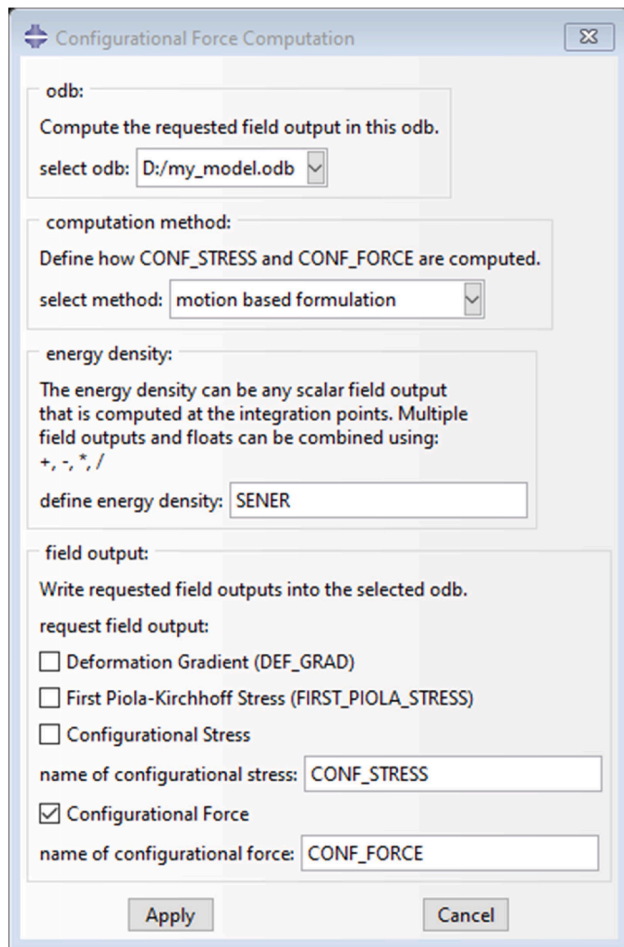 Configurational Force Computation
odb:
Compute the requested field output in this odb.
select odb: D:/my_model.odb
computation method:
Define how CONF_STRESS and CONF_FORCE are computed.
select method: motion based formulation
energy density:
The energy density can be any scalar field output
that is computed at the integration points. Multiple
field outputs and floats can be combined using:
+, -, *, /
define energy density: SENER
field output:
Write requested field outputs into the selected odb.
request field output:
Deformation Gradient (DEF_GRAD)
First Piola-Kirchhoff Stress (FIRST_PIOLA_STRESS)
Configurational Stress
name of configurational stress: CONF_STRESS
Configurational Force
name of configurational force: CONF_FORCE
Apply Cancel